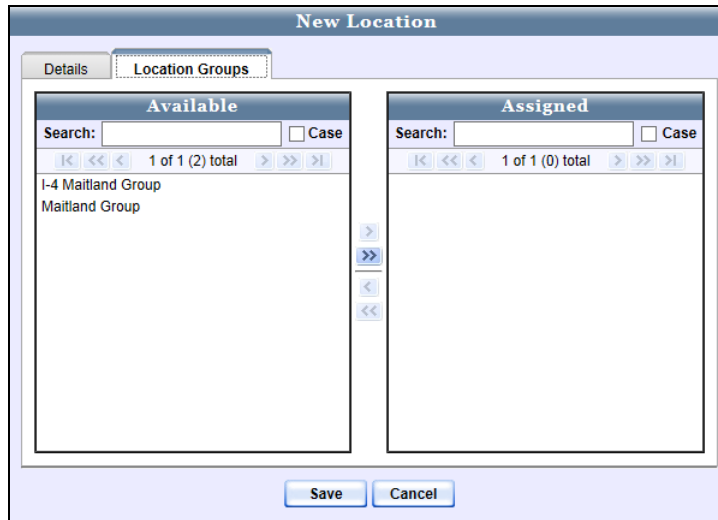 New Location
Details Location Groups
Available
Search: Case
|< << < 1 of 1 (2) total > >> >|
I-4 Maitland Group
Maitland Group
>
>>
<
<<
Assigned
Search: Case
|< << < 1 of 1 (0) total > >> >|
Save Cancel